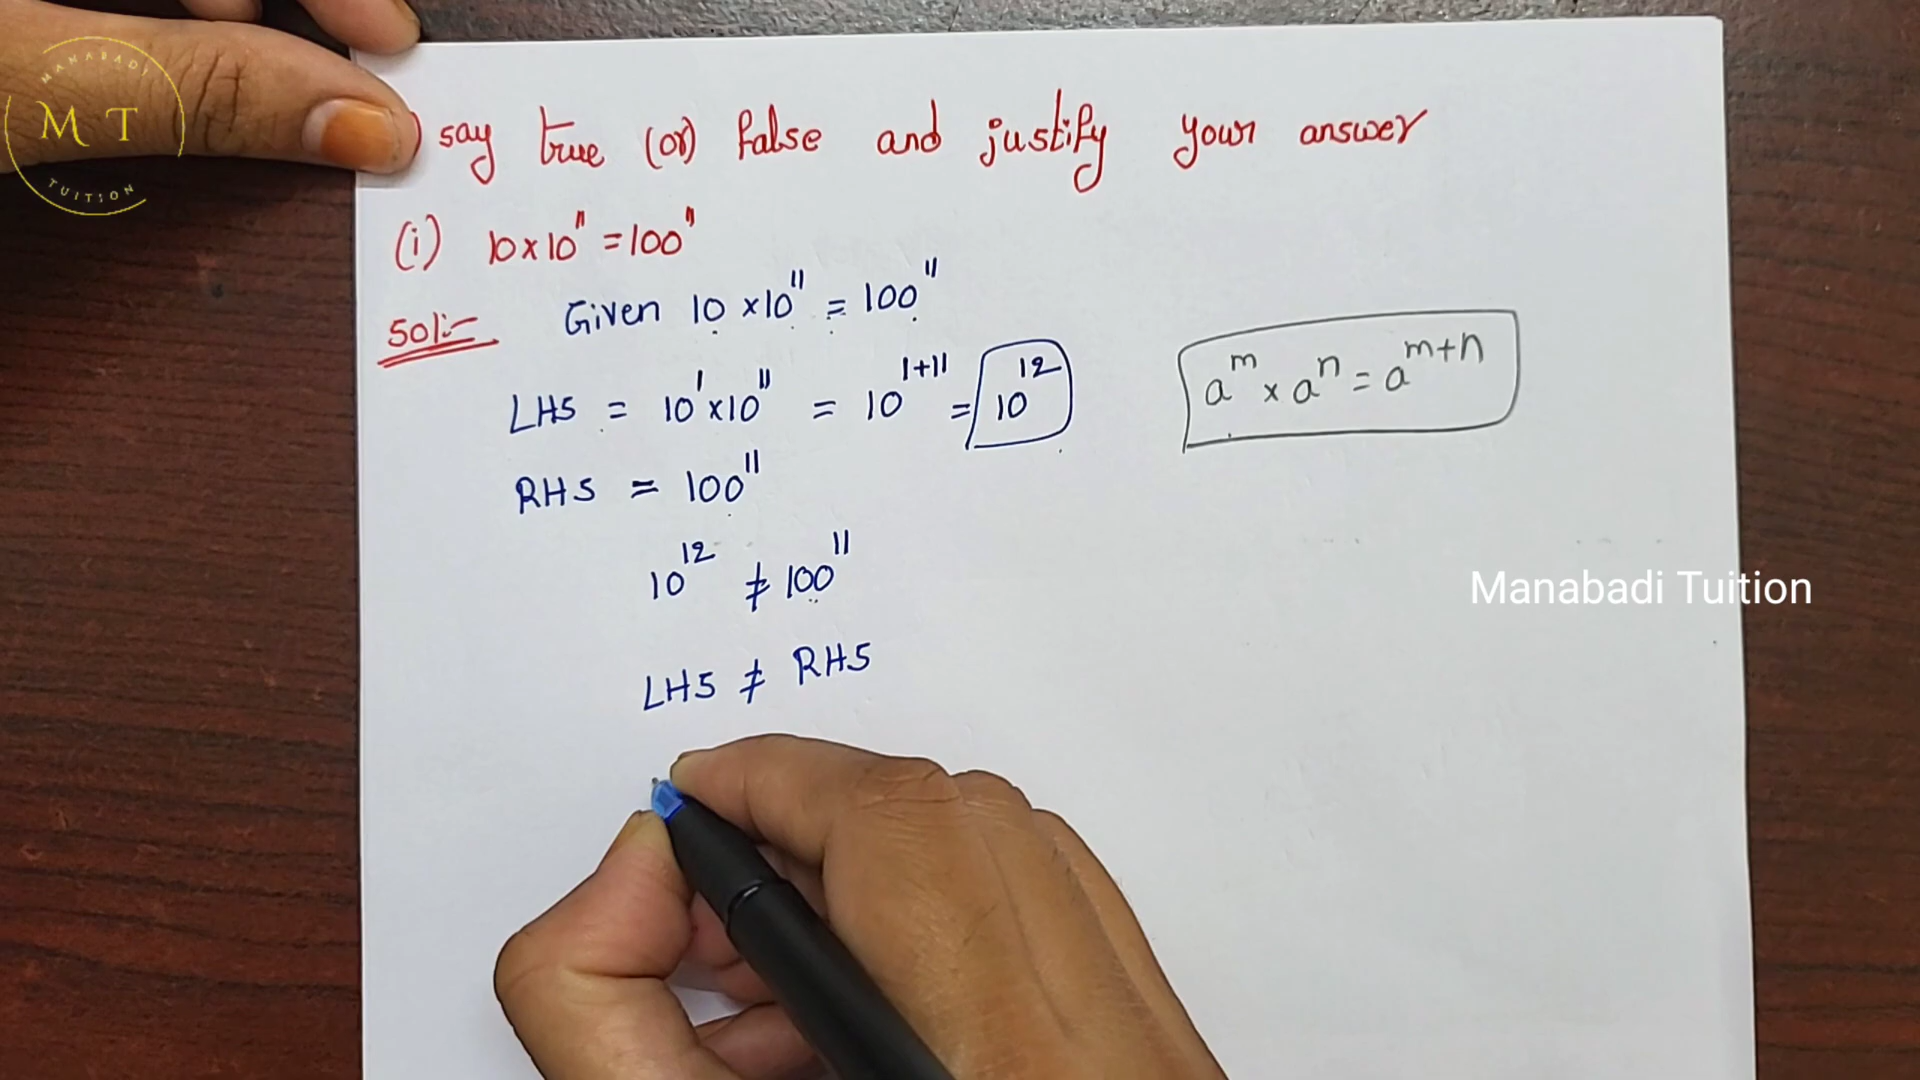 MANABADI
M T
TUITION
) say true (or) false and justify your answer
(i) 10×10¹¹ = 100¹¹
Sol:-
Given 10 ×10¹¹ = 100¹¹
LHS = 10¹×10¹¹ = 10¹⁺¹¹ = 10¹²
aᵐ × aⁿ = aᵐ⁺ⁿ
RHS = 100¹¹
10¹² ≠ 100¹¹
Manabadi Tuition
LHS ≠ RHS